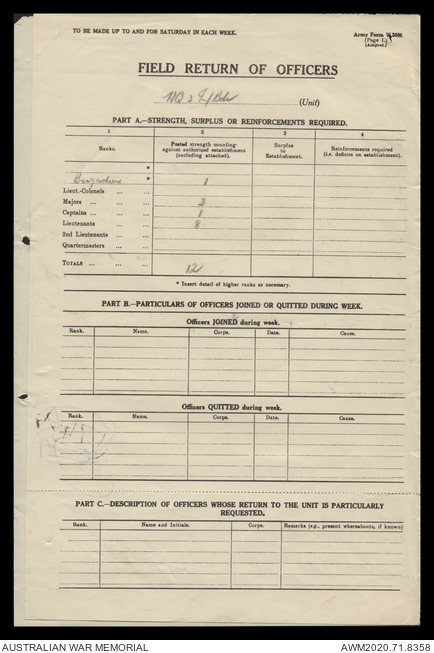 TO BE MADE UP TO AND FOR SATURDAY IN EACH WEEK.
Army Form W.3008.
(Page 1.)
(Adapted.)
FIELD RETURN OF OFFICERS
HQ 3 (Unit)
PART A.—STRENGTH, SURPLUS OR REINFORCEMENTS REQUIRED.
1 2 3 4
Ranks. Posted strength counting against authorized establishment (excluding attached). Surplus to Establishment. Reinforcements required (i.e. deficits on establishment).
*
Brigadier * 1
Lieut.-Colonels ... ...
Majors ... ... 2
Captains ... ... 1
Lieutenants ... ... 8
2nd Lieutenants ... ...
Quartermasters ... ...
TOTALS ... ... 12
* Insert detail of higher ranks as necessary.
PART B.—PARTICULARS OF OFFICERS JOINED OR QUITTED DURING WEEK.
Officers JOINED during week.
Rank. Name. Corps. Date. Cause.
Officers QUITTED during week.
Rank. Name. Corps. Date. Cause.
PART C.—DESCRIPTION OF OFFICERS WHOSE RETURN TO THE UNIT IS PARTICULARLY
REQUESTED.
Rank. Name and Initials. Corps. Remarks (e.g., present whereabouts, if known)
AUSTRALIAN WAR MEMORIAL AWM2020.71.8358